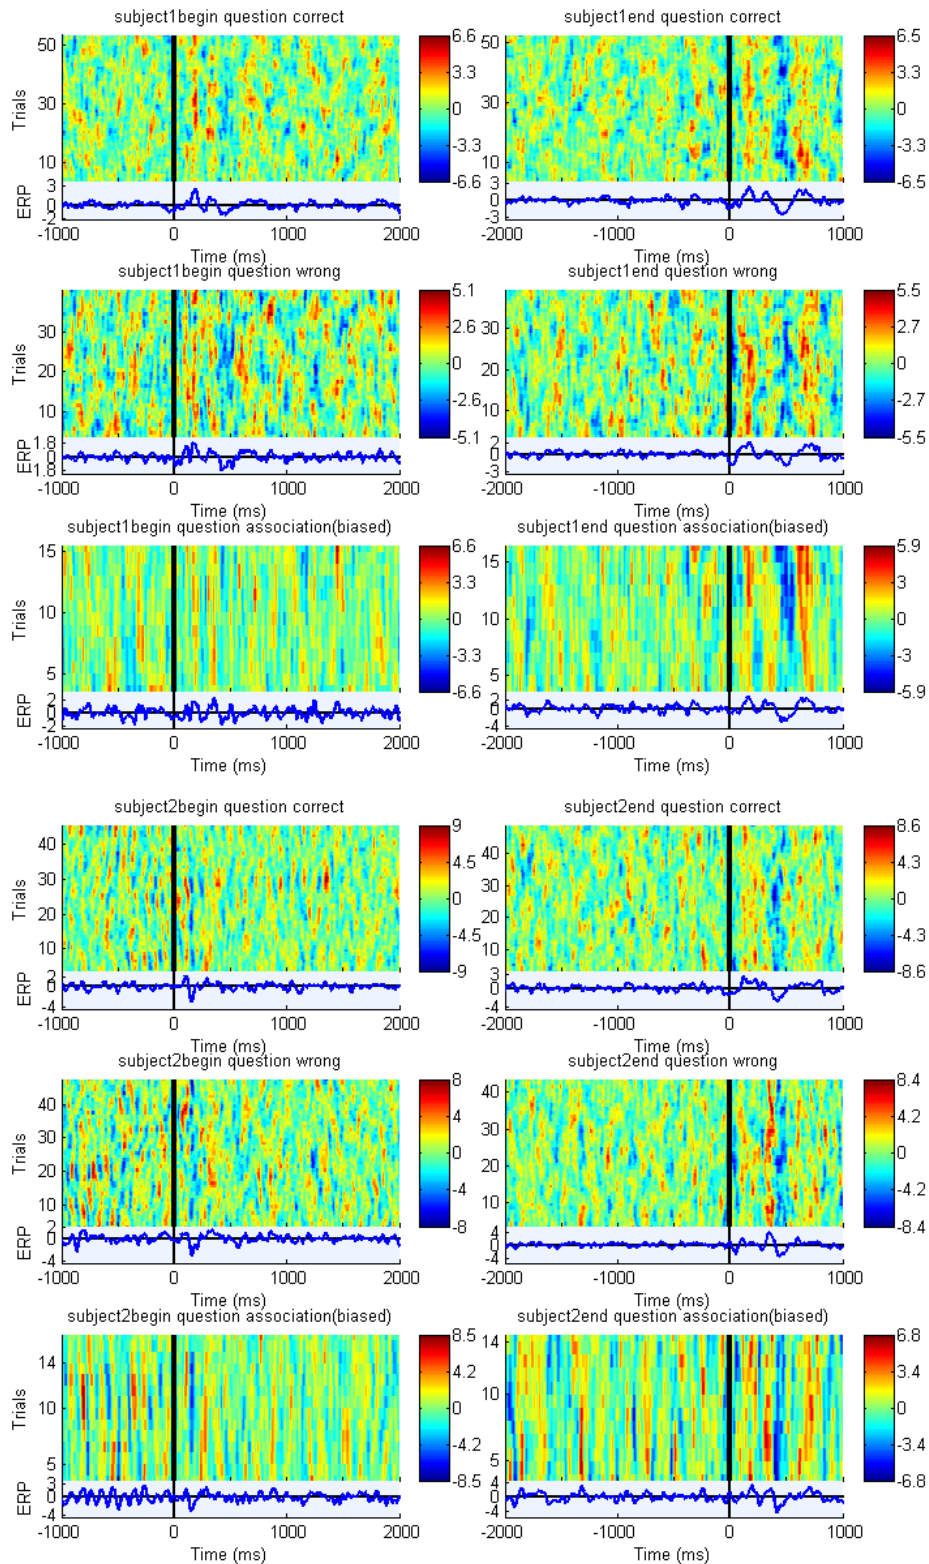 subject1begin question correct
50
30
10
Trials
6.6
3.3
0
-3.3
-6.6
3
0
-2
ERP
-1000 0 1000 2000
Time (ms)
subject1end question correct
50
30
10
6.5
3.3
0
-3.3
-6.5
3
0
-3
-2000 -1000 0 1000
Time (ms)
subject1begin question wrong
30
20
10
Trials
5.1
2.6
0
-2.6
-5.1
1.8
0
-1.8
ERP
-1000 0 1000 2000
Time (ms)
subject1end question wrong
30
20
10
5.5
2.7
0
-2.7
-5.5
2
0
-3
-2000 -1000 0 1000
Time (ms)
subject1begin question association(biased)
15
10
5
Trials
6.6
3.3
0
-3.3
-6.6
2
0
-2
ERP
-1000 0 1000 2000
Time (ms)
subject1end question association(biased)
15
10
5
5.9
3
0
-3
-5.9
2
0
-4
-2000 -1000 0 1000
Time (ms)
subject2begin question correct
40
30
20
10
Trials
9
4.5
0
-4.5
-9
2
0
-4
ERP
-1000 0 1000 2000
Time (ms)
subject2end question correct
40
30
20
10
8.6
4.3
0
-4.3
-8.6
3
0
-4
-2000 -1000 0 1000
Time (ms)
subject2begin question wrong
40
30
20
10
Trials
8
4
0
-4
-8
2
0
-4
ERP
-1000 0 1000 2000
Time (ms)
subject2end question wrong
40
30
20
10
8.4
4.2
0
-4.2
-8.4
4
0
-4
-2000 -1000 0 1000
Time (ms)
subject2begin question association(biased)
14
10
5
Trials
8.5
4.2
0
-4.2
-8.5
3
0
-4
ERP
-1000 0 1000 2000
Time (ms)
subject2end question association(biased)
14
10
5
6.8
3.4
0
-3.4
-6.8
4
0
-4
-2000 -1000 0 1000
Time (ms)